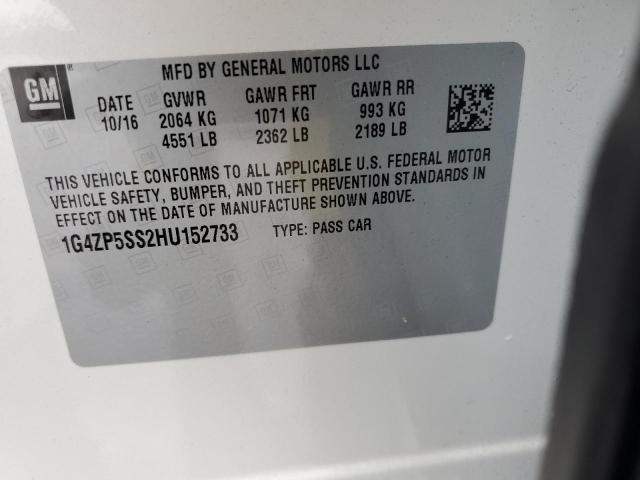 GM
MFD BY GENERAL MOTORS LLC
DATE GVWR GAWR FRT GAWR RR
10/16 2064 KG 1071 KG 993 KG
4551 LB 2362 LB 2189 LB
THIS VEHICLE CONFORMS TO ALL APPLICABLE U.S. FEDERAL MOTOR
VEHICLE SAFETY, BUMPER, AND THEFT PREVENTION STANDARDS IN
EFFECT ON THE DATE OF MANUFACTURE SHOWN ABOVE.
1G4ZP5SS2HU152733 TYPE: PASS CAR